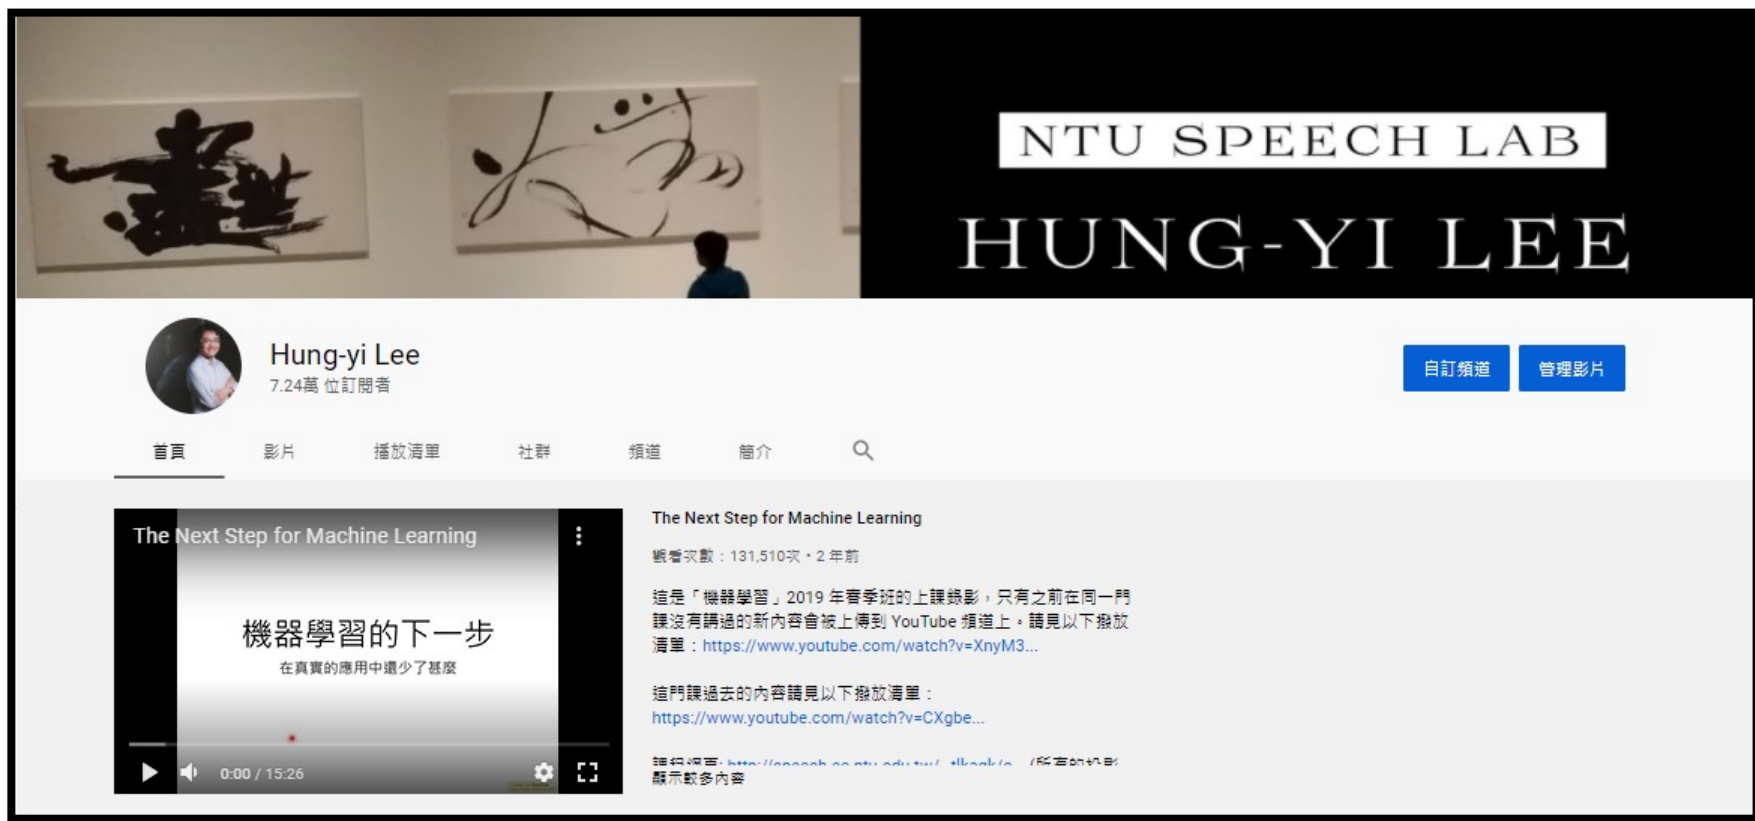 NTU SPEECH LAB
HUNG-YI LEE
Hung-yi Lee
7.24萬 位訂閱者
自訂頻道
管理影片
首頁
影片
播放清單
社群
頻道
簡介
The Next Step for Machine Learning
機器學習的下一步
在真實的應用中還少了甚麼
0:00 / 15:26
The Next Step for Machine Learning
觀看次數：131,510次・2 年前
這是「機器學習」2019 年春季班的上課錄影，只有之前在同一門
課沒有講過的新內容會被上傳到 YouTube 頻道上。請見以下撥放
清單：https://www.youtube.com/watch?v=XnyM3...
這門課過去的內容請見以下撥放清單：
https://www.youtube.com/watch?v=CXgbe...
顯示較多內容